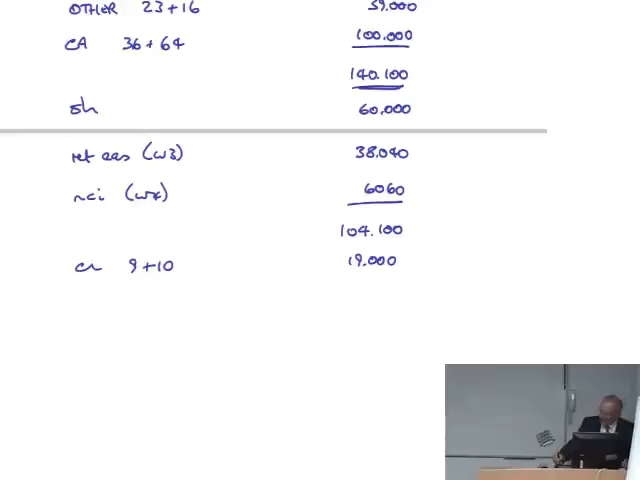 OTHER 23+16 39.000
CA 36+64 100.000
140.100
sh 60,000
ret ears (w3) 38.040
nci (w4) 6060
104.100
CL 9+10 19.000